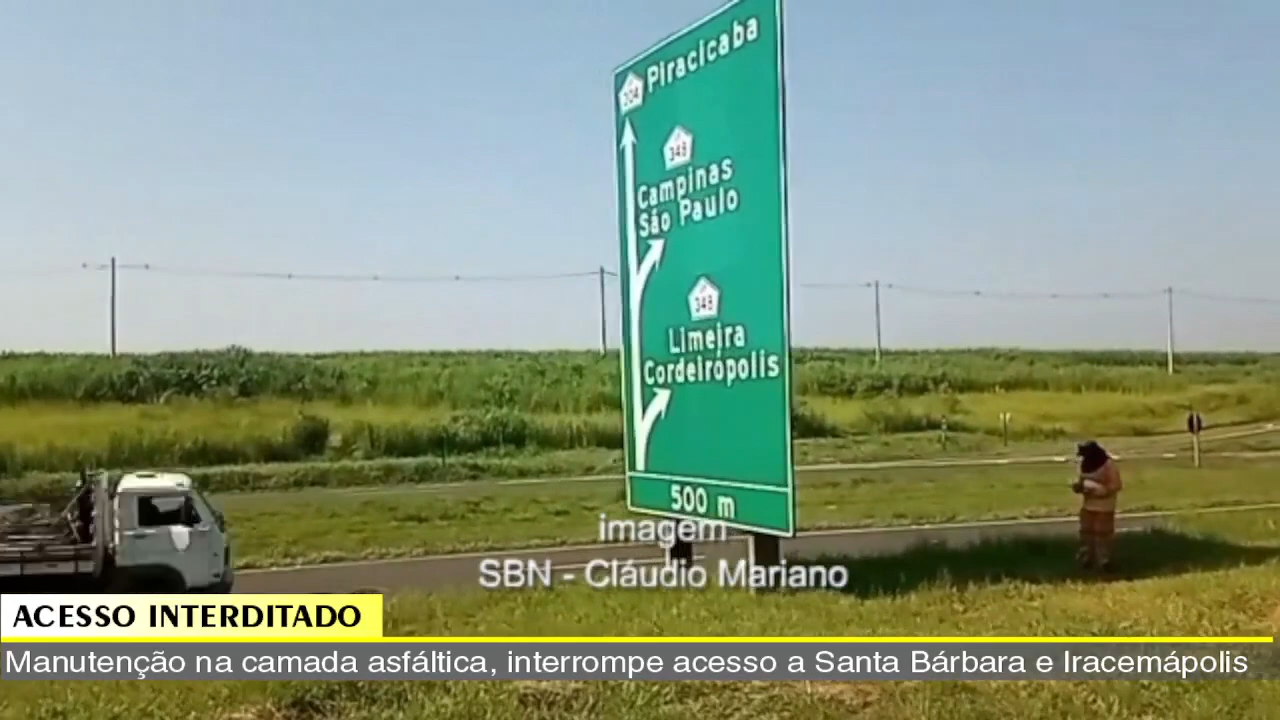 Piracicaba
304
348
Campinas
São Paulo
348
Limeira
Cordeirópolis
500 m
imagem
SBN - Cláudio Mariano
ACESSO INTERDITADO
Manutenção na camada asfáltica, interrompe acesso a Santa Bárbara e Iracemápolis